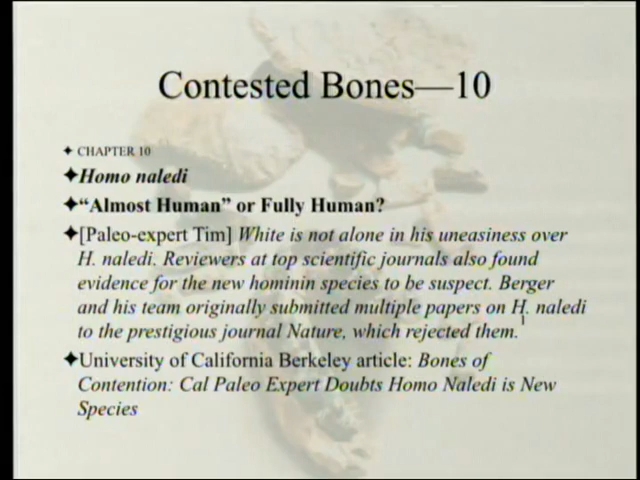 Contested Bones—10
✦ CHAPTER 10
✦Homo naledi
✦“Almost Human” or Fully Human?
✦[Paleo-expert Tim] White is not alone in his uneasiness over
H. naledi. Reviewers at top scientific journals also found
evidence for the new hominin species to be suspect. Berger
and his team originally submitted multiple papers on H. naledi
to the prestigious journal Nature, which rejected them.1
✦University of California Berkeley article: Bones of
Contention: Cal Paleo Expert Doubts Homo Naledi is New
Species